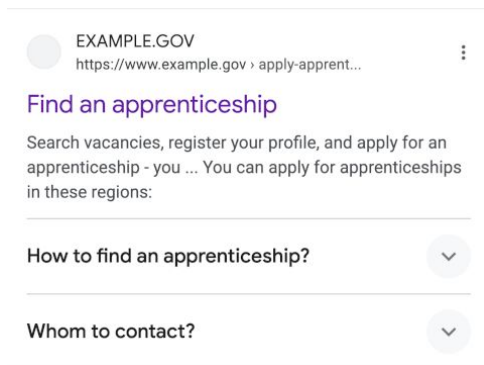 EXAMPLE.GOV
https://www.example.gov › apply-apprent...
Find an apprenticeship
Search vacancies, register your profile, and apply for an
apprenticeship - you ... You can apply for apprenticeships
in these regions:
How to find an apprenticeship?
Whom to contact?